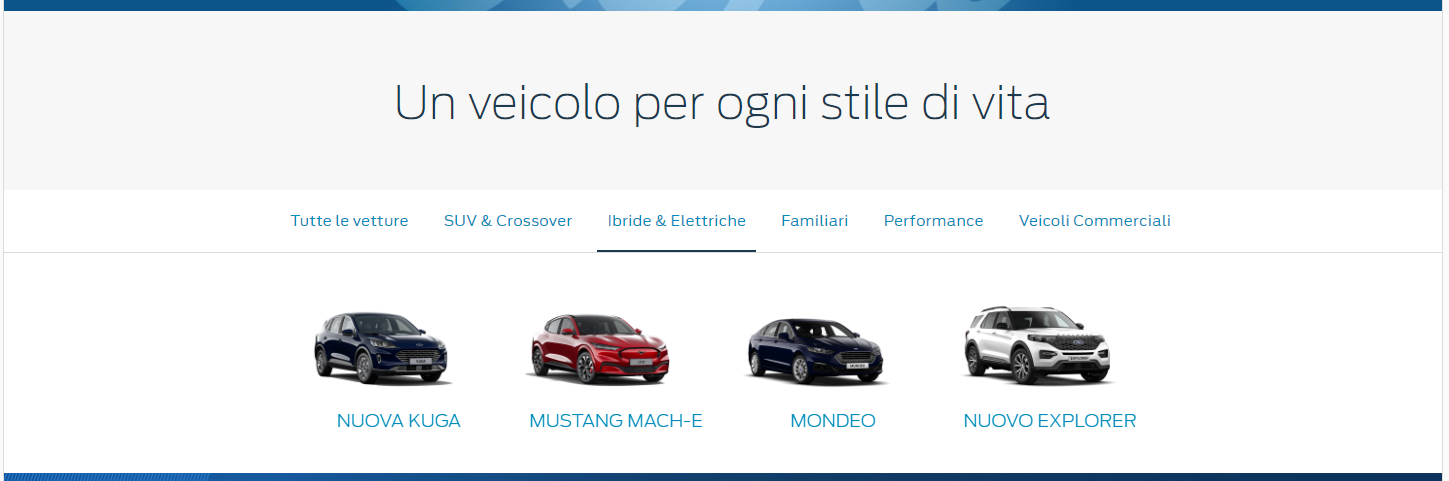 Un veicolo per ogni stile di vita
Tutte le vetture SUV & Crossover Ibride & Elettriche Familiari Performance Veicoli Commerciali
NUOVA KUGA MUSTANG MACH-E MONDEO NUOVO EXPLORER